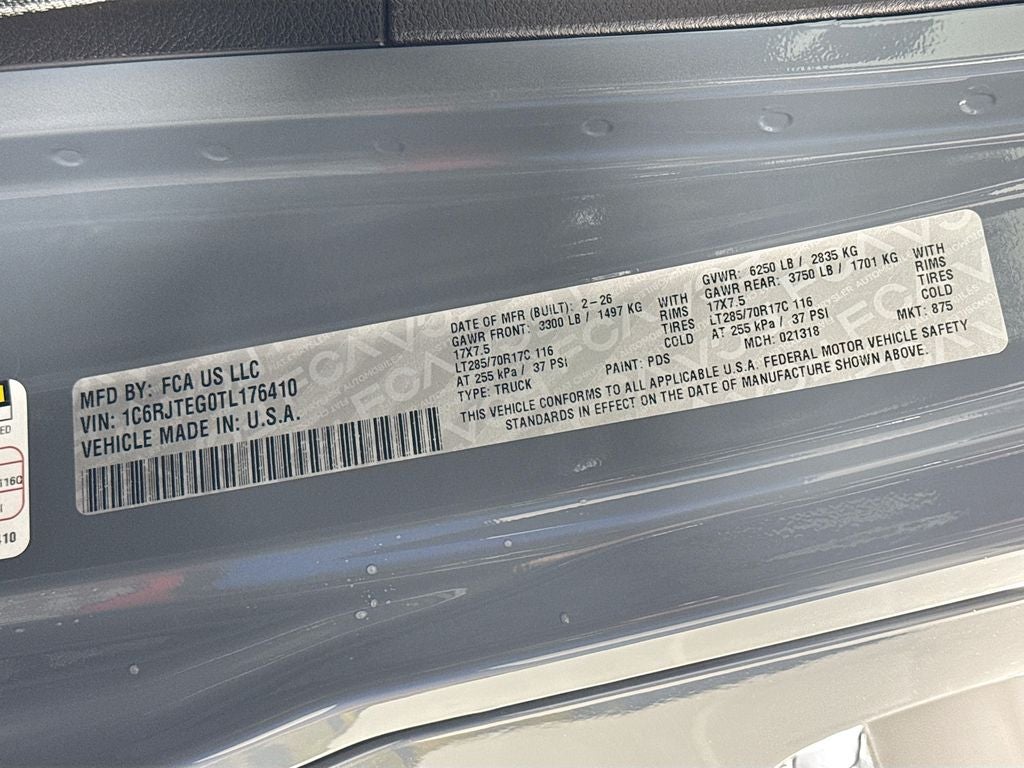 MFD BY: FCA US LLC
VIN: 1C6RJTEG0TL176410
VEHICLE MADE IN: U.S.A.
DATE OF MFR (BUILT): 2-26
GAWR FRONT: 3300 LB / 1497 KG WITH
17X7.5 RIMS
LT285/70R17C 116 TIRES
AT 255 kPa / 37 PSI COLD
TYPE: TRUCK PAINT: PDS
GVWR: 6250 LB / 2835 KG
GAWR REAR: 3750 LB / 1701 KG WITH
17X7.5 RIMS
LT285/70R17C 116 TIRES
AT 255 kPa / 37 PSI COLD
MCH: 021318 MKT: 875
THIS VEHICLE CONFORMS TO ALL APPLICABLE U.S.A. FEDERAL MOTOR VEHICLE SAFETY
STANDARDS IN EFFECT ON THE DATE OF MANUFACTURE SHOWN ABOVE.
116C
410